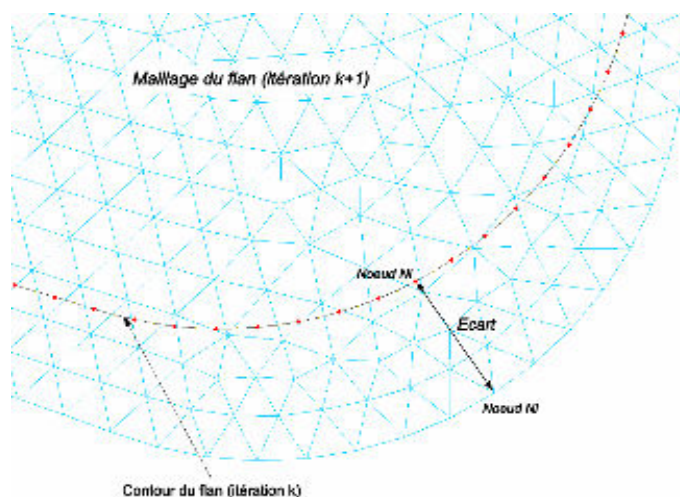 Maillage du flan (itération k+1)
Noeud Ni
Ecart
Noeud Ni
Contour du flan (itération k)